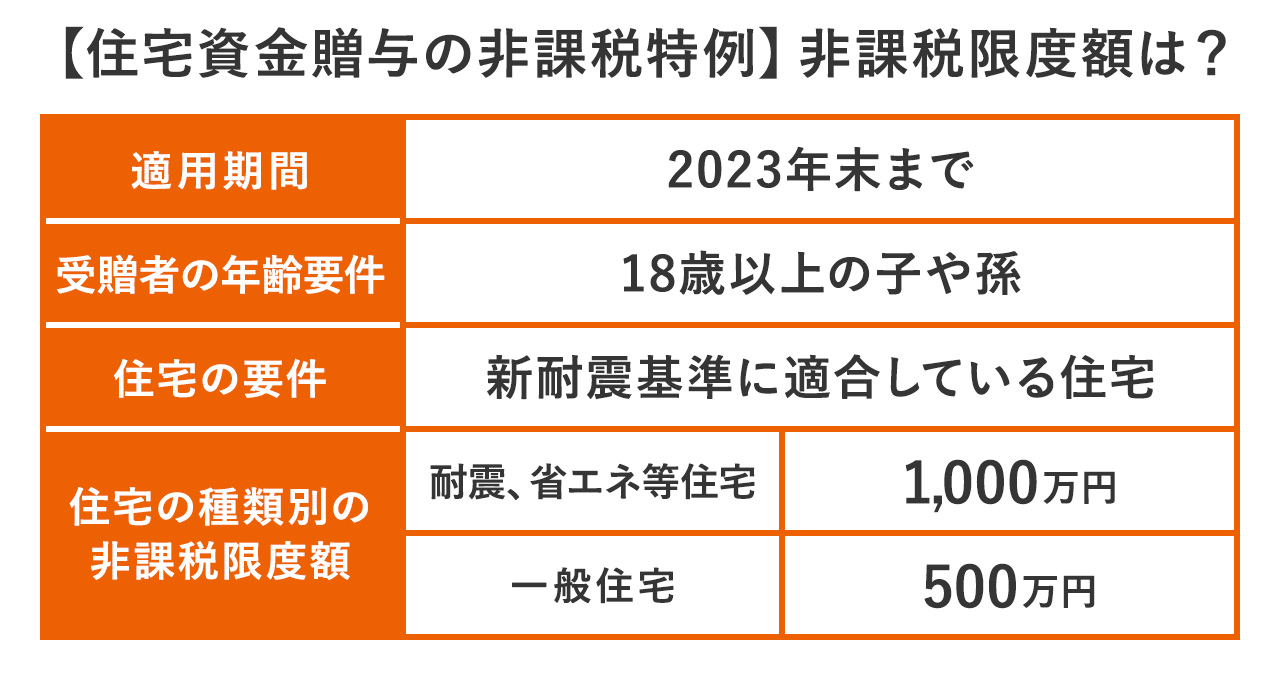 【住宅資金贈与の非課税特例】非課税限度額は？
適用期間
2023年末まで
受贈者の年齢要件
18歳以上の子や孫
住宅の要件
新耐震基準に適合している住宅
住宅の種類別の
非課税限度額
耐震、省エネ等住宅
1,000万円
一般住宅
500万円